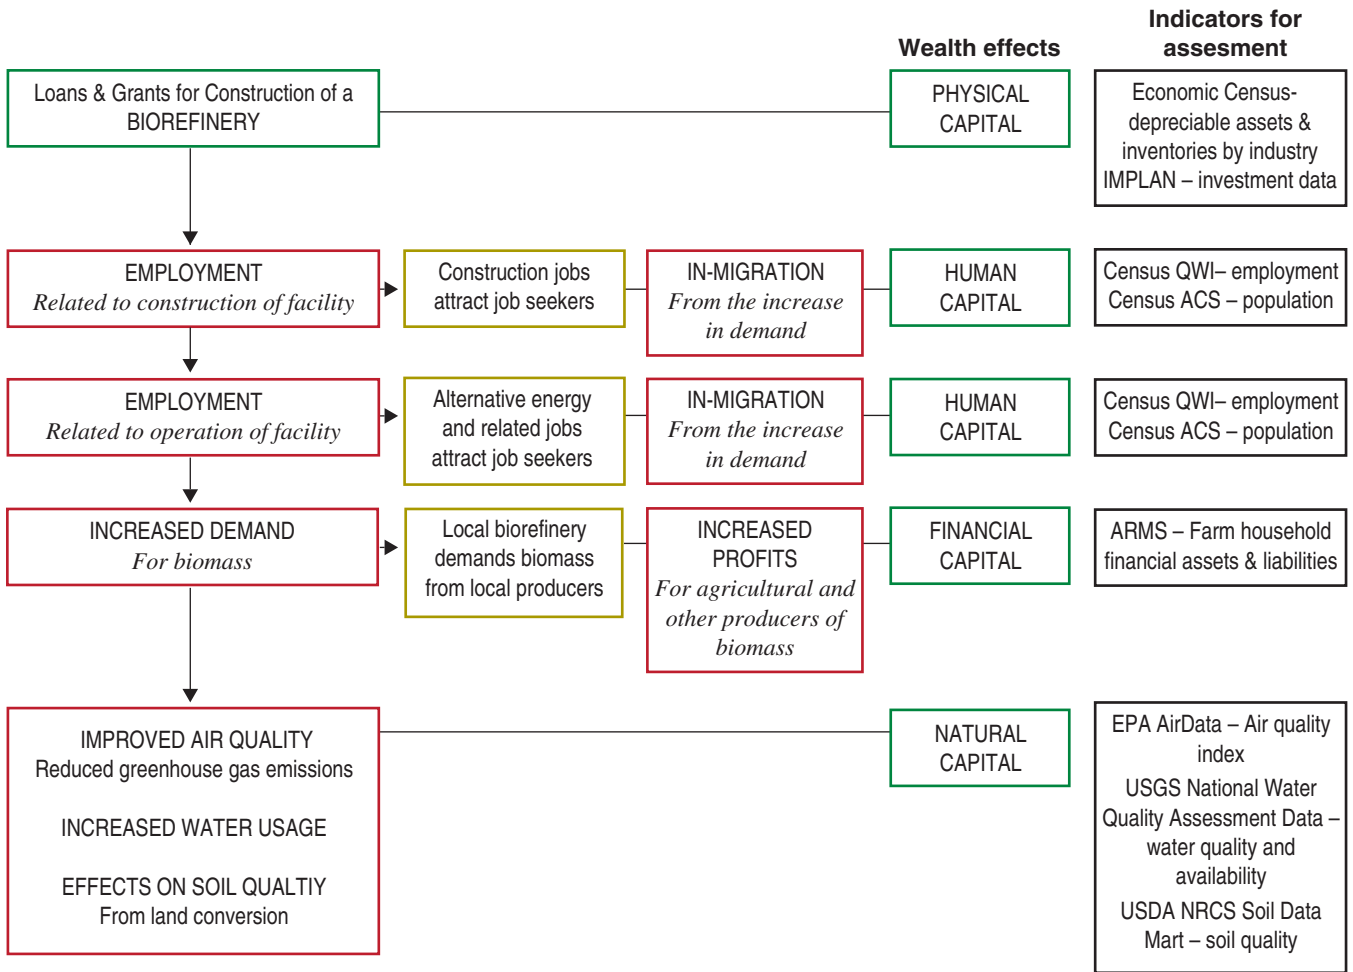 Wealth effects
Indicators for
assesment
Loans & Grants for Construction of a
BIOREFINERY
PHYSICAL
CAPITAL
Economic Census-
depreciable assets &
inventories by industry
IMPLAN – investment data
EMPLOYMENT
Related to construction of facility
Construction jobs
attract job seekers
IN-MIGRATION
From the increase
in demand
HUMAN
CAPITAL
Census QWI– employment
Census ACS – population
EMPLOYMENT
Related to operation of facility
Alternative energy
and related jobs
attract job seekers
IN-MIGRATION
From the increase
in demand
HUMAN
CAPITAL
Census QWI– employment
Census ACS – population
INCREASED DEMAND
For biomass
Local biorefinery
demands biomass
from local producers
INCREASED
PROFITS
For agricultural and
other producers of
biomass
FINANCIAL
CAPITAL
ARMS – Farm household
financial assets & liabilities
IMPROVED AIR QUALITY
Reduced greenhouse gas emissions
INCREASED WATER USAGE
EFFECTS ON SOIL QUALTIY
From land conversion
NATURAL
CAPITAL
EPA AirData – Air quality
index
USGS National Water
Quality Assessment Data –
water quality and
availability
USDA NRCS Soil Data
Mart – soil quality